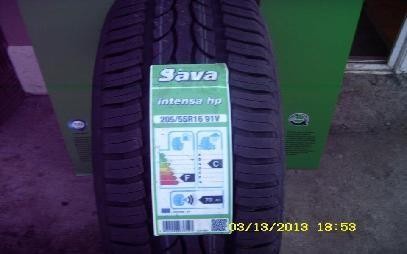 Sava
intensa hp
205/55R16 91V
F
C
03/13/2013 18:53